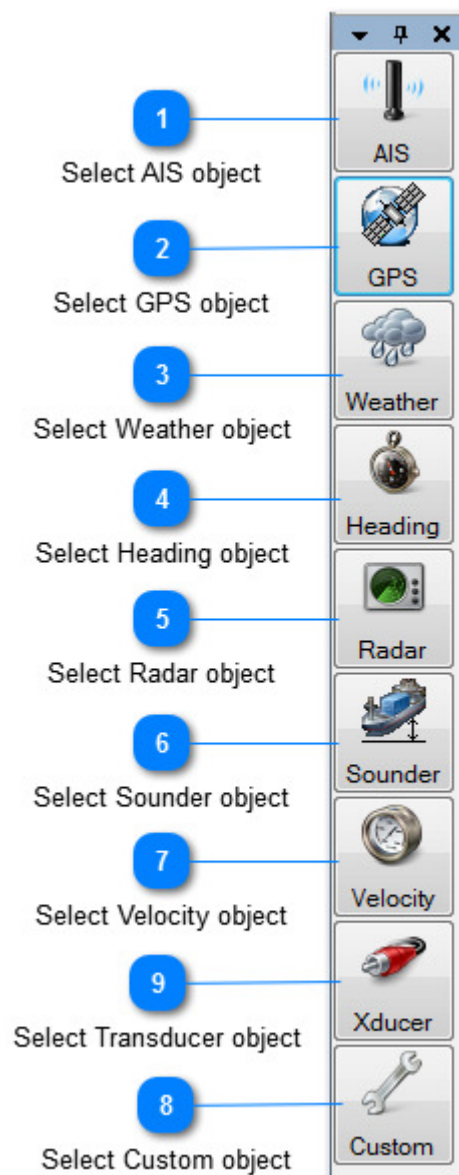 1
Select AIS object
AIS
2
Select GPS object
GPS
3
Select Weather object
Weather
4
Select Heading object
Heading
5
Select Radar object
Radar
6
Select Sounder object
Sounder
7
Select Velocity object
Velocity
9
Select Transducer object
Xducer
8
Select Custom object
Custom